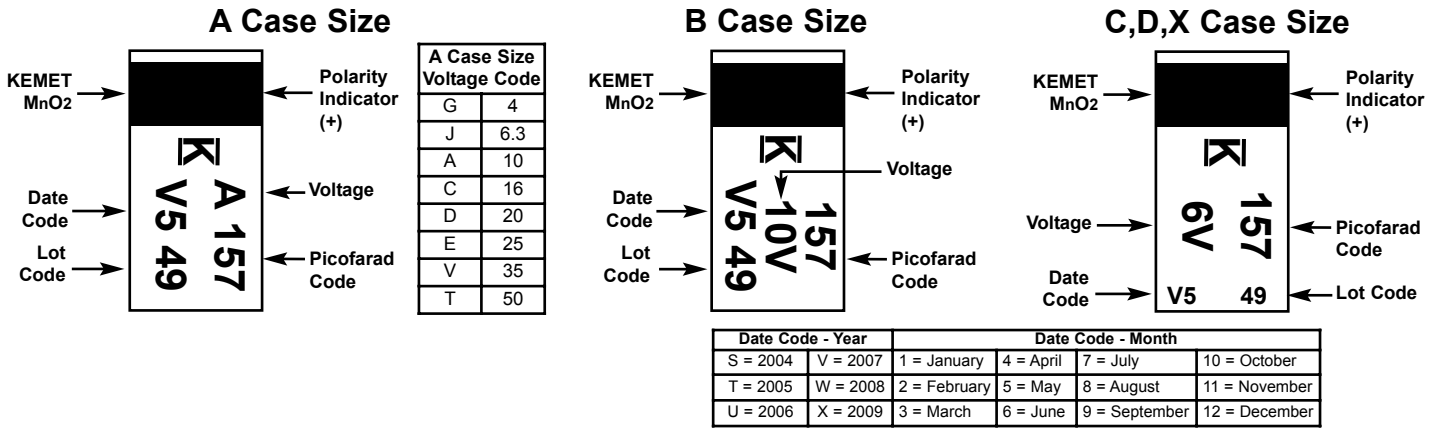 A Case Size
KEMET
MnO2
Polarity
Indicator
(+)
K
A 157
V5 49
Date
Code
Lot
Code
Voltage
Picofarad
Code
A Case Size
Voltage Code
G 4
J 6.3
A 10
C 16
D 20
E 25
V 35
T 50
B Case Size
KEMET
MnO2
Polarity
Indicator
(+)
K
Voltage
157
10V
V5 49
Date
Code
Lot
Code
Picofarad
Code
C,D,X Case Size
KEMET
MnO2
Polarity
Indicator
(+)
K
157
6V
Voltage
Picofarad
Code
Date
Code
V5 49
Lot Code
Date Code - Year Date Code - Month
S = 2004 V = 2007 1 = January 4 = April 7 = July 10 = October
T = 2005 W = 2008 2 = February 5 = May 8 = August 11 = November
U = 2006 X = 2009 3 = March 6 = June 9 = September 12 = December